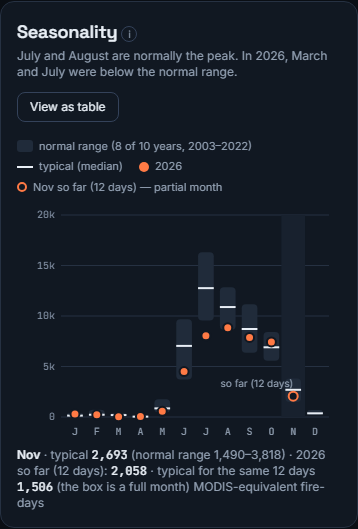 Seasonality i
July and August are normally the peak. In 2026, March
and July were below the normal range.
View as table
normal range (8 of 10 years, 2003–2022)
typical (median) 2026
Nov so far (12 days) — partial month
20k
15k
10k
5k
0
so far (12 days)
J F M A M J J A S O N D
Nov · typical 2,693 (normal range 1,490–3,818) · 2026
so far (12 days): 2,058 · typical for the same 12 days
1,506 (the box is a full month) MODIS-equivalent fire-
days